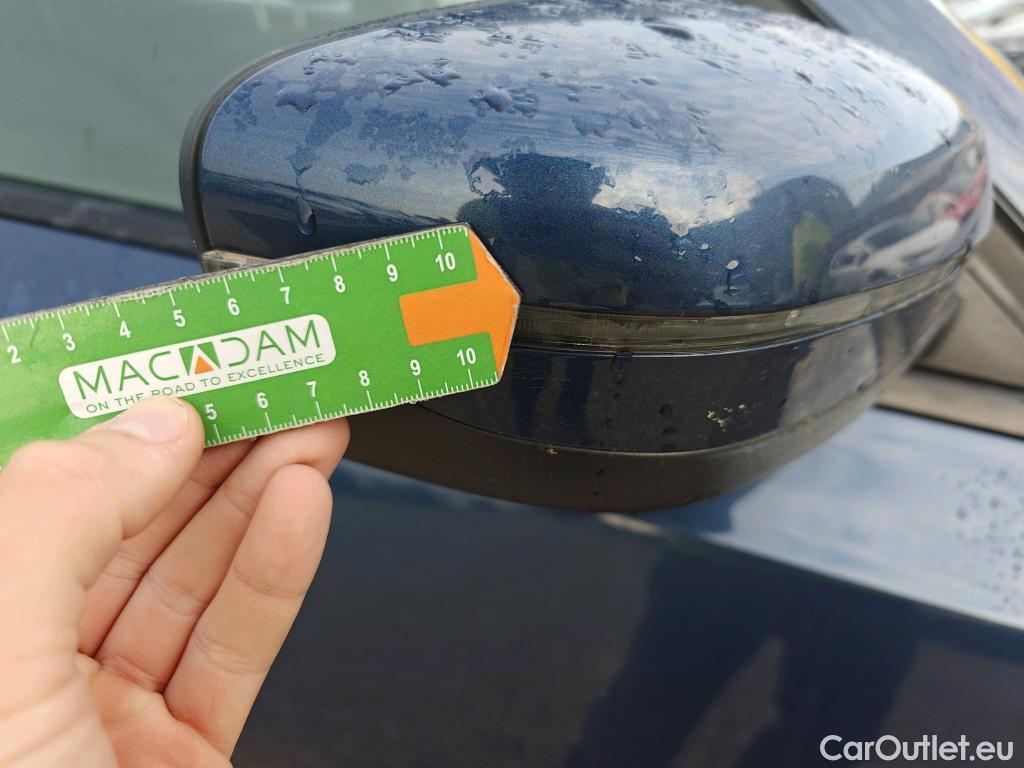 2 3 4 5 6 7 8 9 10
MACADAM
ON THE ROAD TO EXCELLENCE
5 6 7 8 9 10
CarOutlet.eu